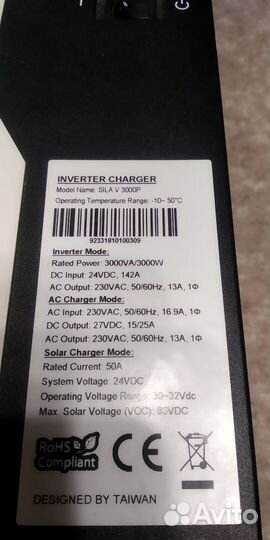 INVERTER CHARGER
Model Name: SILA V 3000P
Operating Temperature Range: -10~ 50°C
92331810100309
Inverter Mode:
Rated Power: 3000VA/3000W
DC Input: 24VDC, 142A
AC Output: 230VAC, 50/60Hz, 13A, 1Φ
AC Charger Mode:
AC Input: 230VAC, 50/60Hz, 16.9A, 1Φ
DC Output: 27VDC, 15/25A
AC Output: 230VAC, 50/60Hz, 13A, 1Φ
Solar Charger Mode:
Rated Current: 50A
System Voltage: 24VDC
Operating Voltage Range: 30~32Vdc
Max. Solar Voltage (VOC): 80VDC
RoHS
Compliant
CE
DESIGNED BY TAIWAN
Avito